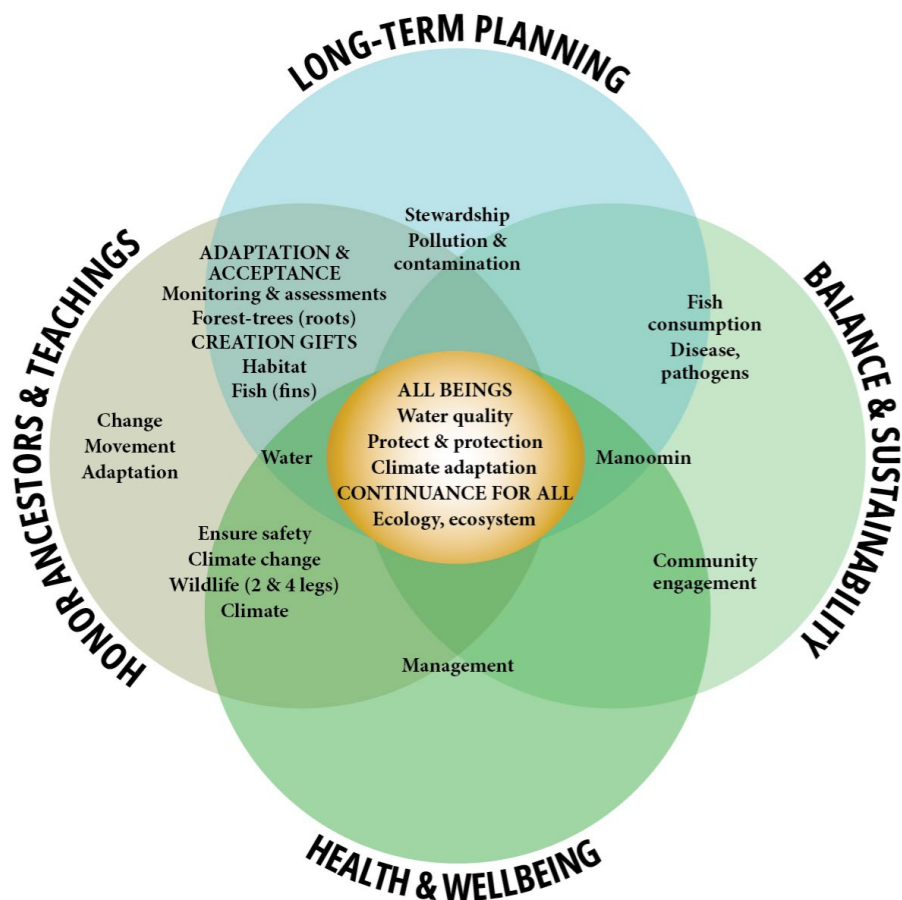 LONG-TERM PLANNING
HONOR ANCESTORS & TEACHINGS
BALANCE & SUSTAINABILITY
HEALTH & WELLBEING
Stewardship
Pollution &
contamination
ADAPTATION &
ACCEPTANCE
Monitoring & assessments
Forest-trees (roots)
CREATION GIFTS
Habitat
Fish (fins)
Fish
consumption
Disease,
pathogens
Change
Movement
Adaptation
Water
ALL BEINGS
Water quality
Protect & protection
Climate adaptation
CONTINUANCE FOR ALL
Ecology, ecosystem
Manoomin
Ensure safety
Climate change
Wildlife (2 & 4 legs)
Climate
Community
engagement
Management